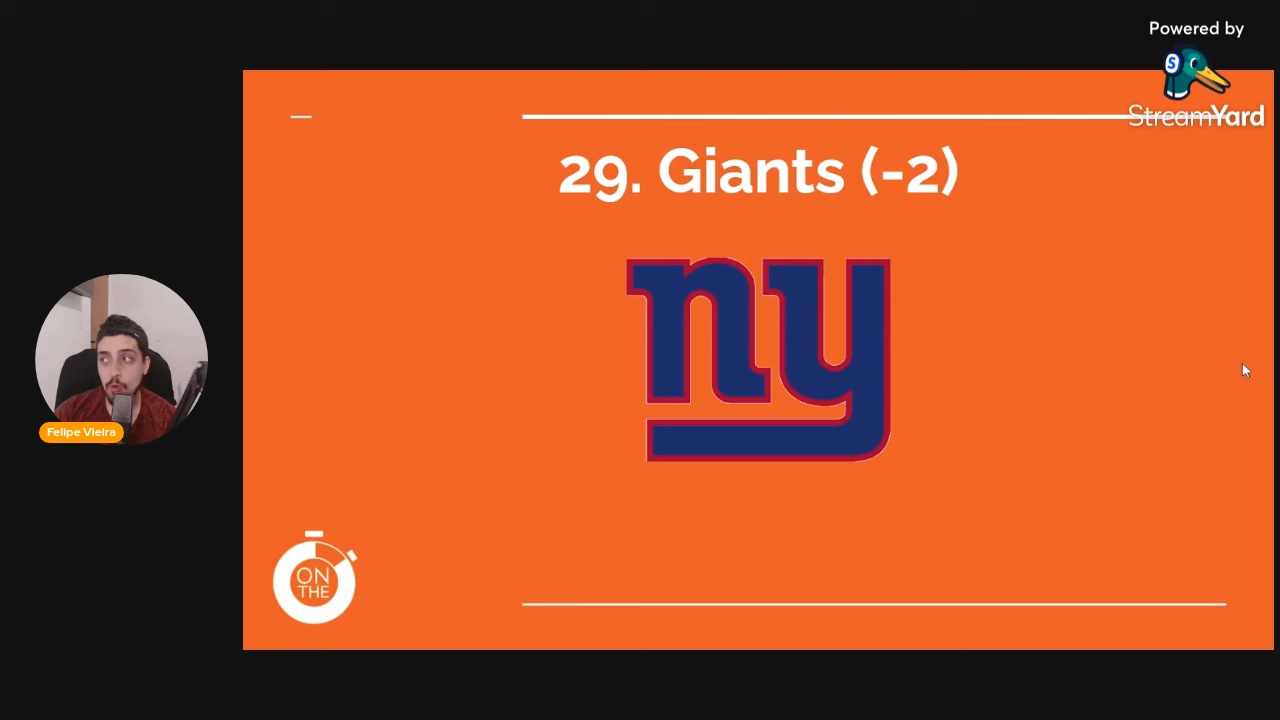 Powered by
S
StreamYard
29. Giants (-2)
ny
Felipe Vieira
ON
THE